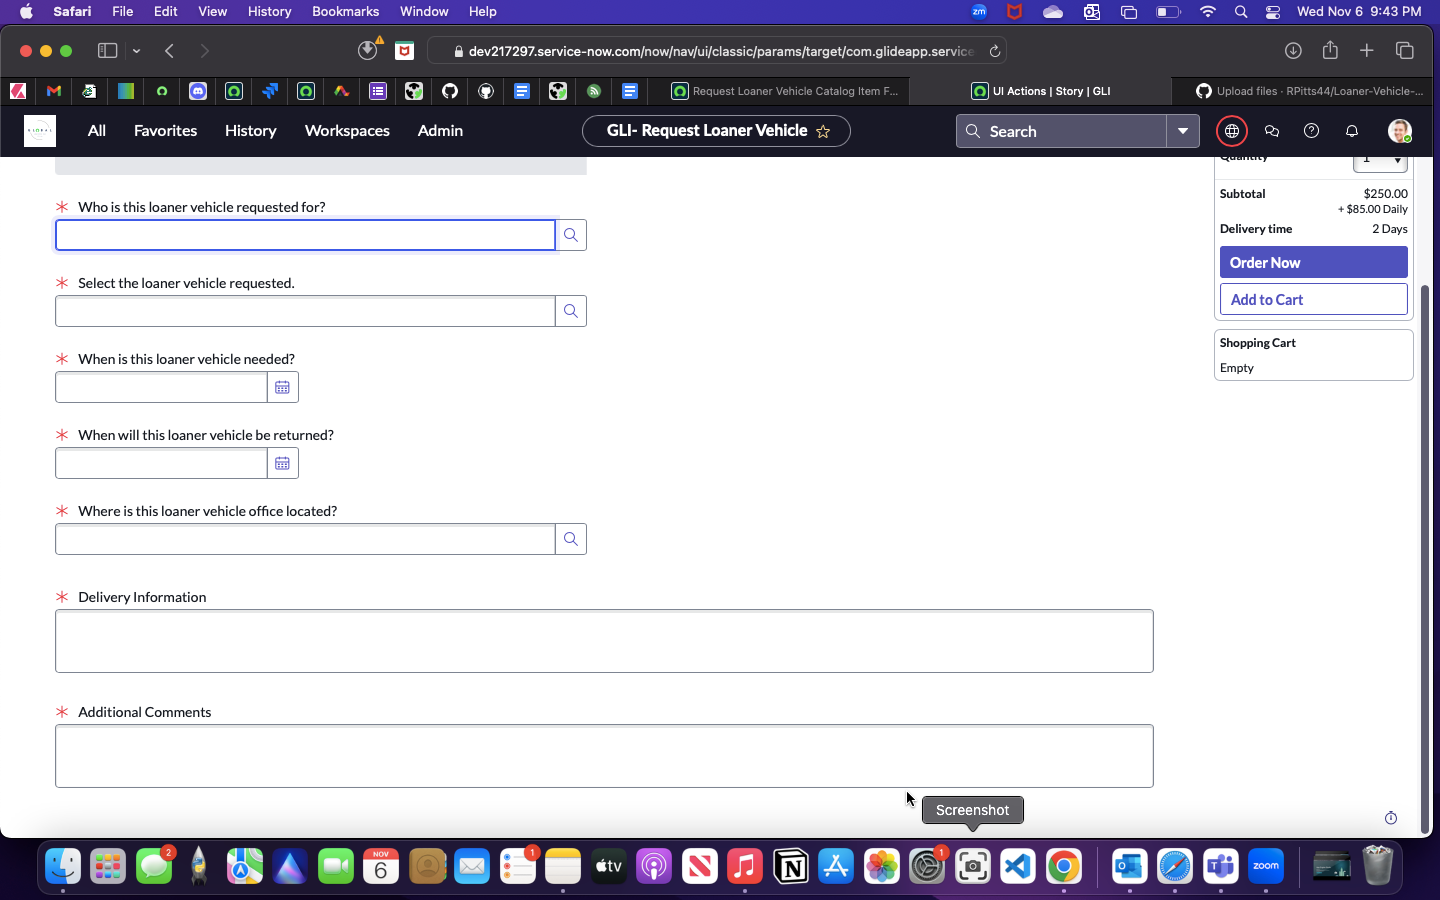 Safari File Edit View History Bookmarks Window Help
zm
Wed Nov 6 9:43 PM
dev217297.service-now.com/now/nav/ui/classic/params/target/com.glideapp.service
Request Loaner Vehicle Catalog Item F...
UI Actions | Story | GLI
Upload files · RPitts44/Loaner-Vehicle-...
GLOBAL
All Favorites History Workspaces Admin
GLI- Request Loaner Vehicle
Search
Quantity
1
Subtotal $250.00
+ $85.00 Daily
Delivery time 2 Days
Order Now
Add to Cart
Shopping Cart
Empty
Who is this loaner vehicle requested for?
Select the loaner vehicle requested.
When is this loaner vehicle needed?
When will this loaner vehicle be returned?
Where is this loaner vehicle office located?
Delivery Information
Additional Comments
Screenshot
2
NOV
6
1
tv
1
zoom